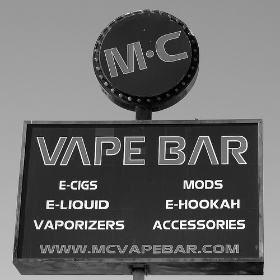 M·C
VAPE BAR
E-CIGS MODS
E-LIQUID E-HOOKAH
VAPORIZERS ACCESSORIES
WWW.MCVAPEBAR.COM